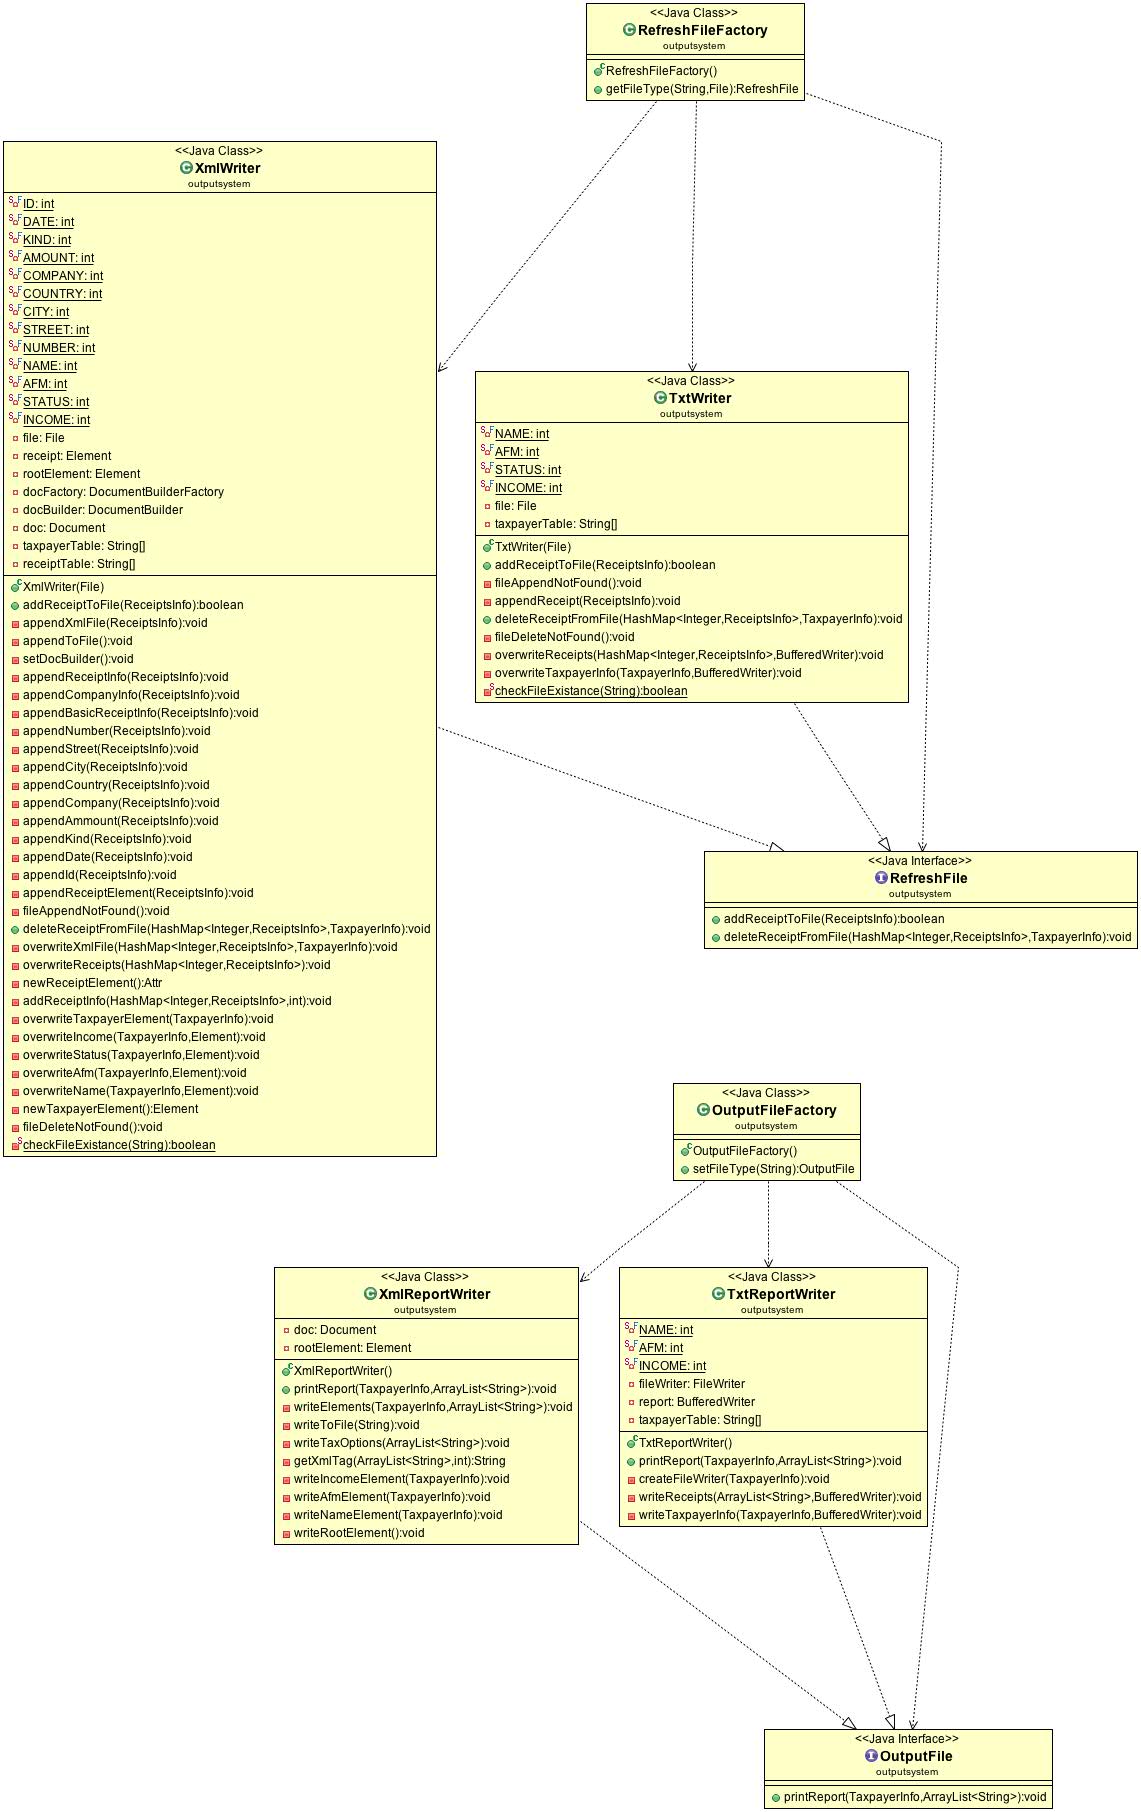 <<Java Class>>
RefreshFileFactory
outputsystem
RefreshFileFactory()
getFileType(String,File):RefreshFile
<<Java Class>>
XmlWriter
outputsystem
ID: int
DATE: int
KIND: int
AMOUNT: int
COMPANY: int
COUNTRY: int
CITY: int
STREET: int
NUMBER: int
NAME: int
AFM: int
STATUS: int
INCOME: int
file: File
receipt: Element
rootElement: Element
docFactory: DocumentBuilderFactory
docBuilder: DocumentBuilder
doc: Document
taxpayerTable: String[]
receiptTable: String[]
XmlWriter(File)
addReceiptToFile(ReceiptsInfo):boolean
appendXmlFile(ReceiptsInfo):void
appendToFile():void
setDocBuilder():void
appendReceiptInfo(ReceiptsInfo):void
appendCompanyInfo(ReceiptsInfo):void
appendBasicReceiptInfo(ReceiptsInfo):void
appendNumber(ReceiptsInfo):void
appendStreet(ReceiptsInfo):void
appendCity(ReceiptsInfo):void
appendCountry(ReceiptsInfo):void
appendCompany(ReceiptsInfo):void
appendAmmount(ReceiptsInfo):void
appendKind(ReceiptsInfo):void
appendDate(ReceiptsInfo):void
appendId(ReceiptsInfo):void
appendReceiptElement(ReceiptsInfo):void
fileAppendNotFound():void
deleteReceiptFromFile(HashMap<Integer,ReceiptsInfo>,TaxpayerInfo):void
overwriteXmlFile(HashMap<Integer,ReceiptsInfo>,TaxpayerInfo):void
overwriteReceipts(HashMap<Integer,ReceiptsInfo>):void
newReceiptElement():Attr
addReceiptInfo(HashMap<Integer,ReceiptsInfo>,int):void
overwriteTaxpayerElement(TaxpayerInfo):void
overwriteIncome(TaxpayerInfo,Element):void
overwriteStatus(TaxpayerInfo,Element):void
overwriteAfm(TaxpayerInfo,Element):void
overwriteName(TaxpayerInfo,Element):void
newTaxpayerElement():Element
fileDeleteNotFound():void
checkFileExistance(String):boolean
<<Java Class>>
TxtWriter
outputsystem
NAME: int
AFM: int
STATUS: int
INCOME: int
file: File
taxpayerTable: String[]
TxtWriter(File)
addReceiptToFile(ReceiptsInfo):boolean
fileAppendNotFound():void
appendReceipt(ReceiptsInfo):void
deleteReceiptFromFile(HashMap<Integer,ReceiptsInfo>,TaxpayerInfo):void
fileDeleteNotFound():void
overwriteReceipts(HashMap<Integer,ReceiptsInfo>,BufferedWriter):void
overwriteTaxpayerInfo(TaxpayerInfo,BufferedWriter):void
checkFileExistance(String):boolean
<<Java Interface>>
RefreshFile
outputsystem
addReceiptToFile(ReceiptsInfo):boolean
deleteReceiptFromFile(HashMap<Integer,ReceiptsInfo>,TaxpayerInfo):void
<<Java Class>>
OutputFileFactory
outputsystem
OutputFileFactory()
setFileType(String):OutputFile
<<Java Class>>
XmlReportWriter
outputsystem
doc: Document
rootElement: Element
XmlReportWriter()
printReport(TaxpayerInfo,ArrayList<String>):void
writeElements(TaxpayerInfo,ArrayList<String>):void
writeToFile(String):void
writeTaxOptions(ArrayList<String>):void
getXmlTag(ArrayList<String>,int):String
writeIncomeElement(TaxpayerInfo):void
writeAfmElement(TaxpayerInfo):void
writeNameElement(TaxpayerInfo):void
writeRootElement():void
<<Java Class>>
TxtReportWriter
outputsystem
NAME: int
AFM: int
INCOME: int
fileWriter: FileWriter
report: BufferedWriter
taxpayerTable: String[]
TxtReportWriter()
printReport(TaxpayerInfo,ArrayList<String>):void
createFileWriter(TaxpayerInfo):void
writeReceipts(ArrayList<String>,BufferedWriter):void
writeTaxpayerInfo(TaxpayerInfo,BufferedWriter):void
<<Java Interface>>
OutputFile
outputsystem
printReport(TaxpayerInfo,ArrayList<String>):void